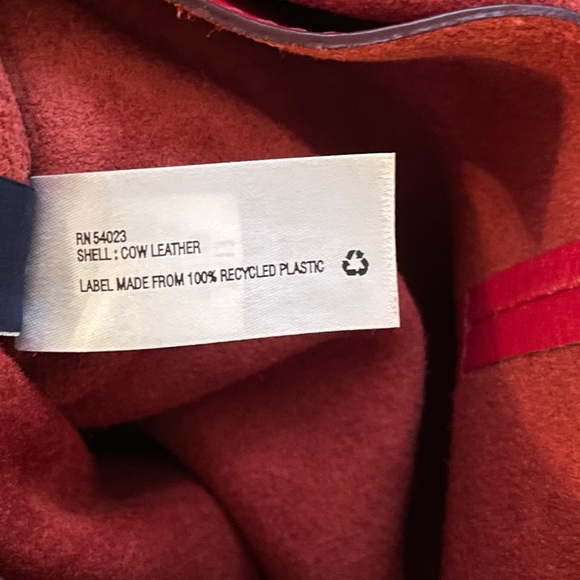 RN 54023
SHELL : COW LEATHER
LABEL MADE FROM 100% RECYCLED PLASTIC